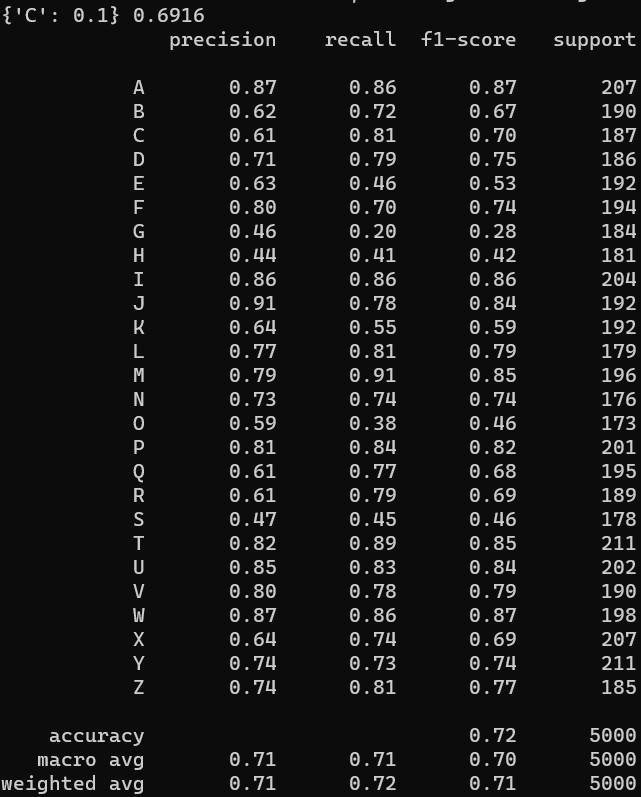 {'C': 0.1} 0.6916
precision recall f1-score support
A 0.87 0.86 0.87 207
B 0.62 0.72 0.67 190
C 0.61 0.81 0.70 187
D 0.71 0.79 0.75 186
E 0.63 0.46 0.53 192
F 0.80 0.70 0.74 194
G 0.46 0.20 0.28 184
H 0.44 0.41 0.42 181
I 0.86 0.86 0.86 204
J 0.91 0.78 0.84 192
K 0.64 0.55 0.59 192
L 0.77 0.81 0.79 179
M 0.79 0.91 0.85 196
N 0.73 0.74 0.74 176
O 0.59 0.38 0.46 173
P 0.81 0.84 0.82 201
Q 0.61 0.77 0.68 195
R 0.61 0.79 0.69 189
S 0.47 0.45 0.46 178
T 0.82 0.89 0.85 211
U 0.85 0.83 0.84 202
V 0.80 0.78 0.79 190
W 0.87 0.86 0.87 198
X 0.64 0.74 0.69 207
Y 0.74 0.73 0.74 211
Z 0.74 0.81 0.77 185
accuracy 0.72 5000
macro avg 0.71 0.71 0.70 5000
weighted avg 0.71 0.72 0.71 5000